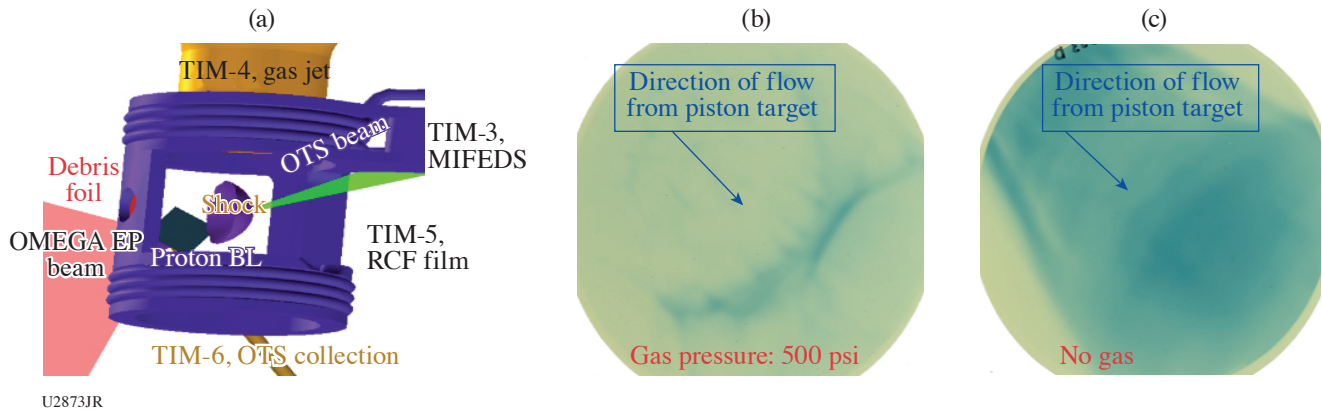 (a)
TIM-4, gas jet
OTS beam
TIM-3,
MIFEDS
Debris
foil
Shock
OMEGA EP
beam
Proton BL
TIM-5,
RCF film
TIM-6, OTS collection
U2873JR
(b)
Direction of flow
from piston target
Gas pressure: 500 psi
(c)
Direction of flow
from piston target
No gas